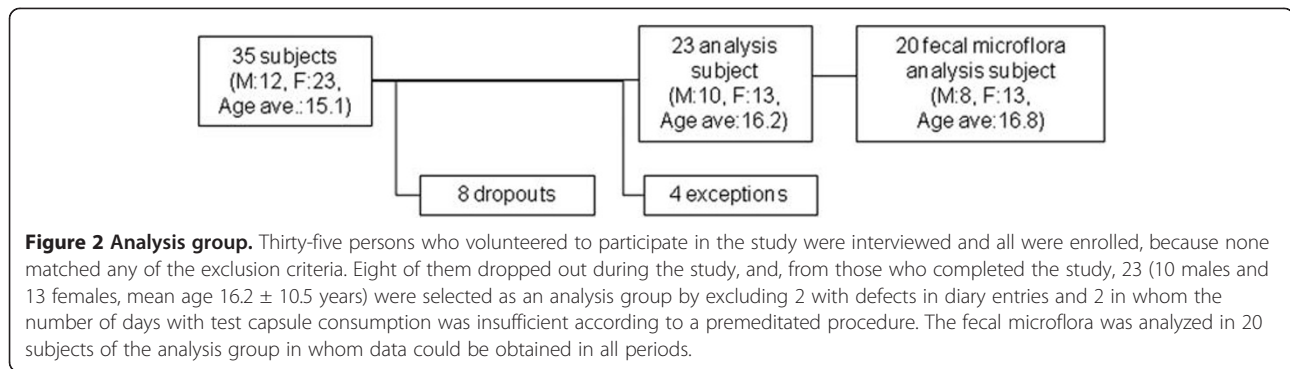 35 subjects
(M:12, F:23,
Age ave.:15.1)
23 analysis
subject
(M:10, F:13,
Age ave:16.2)
20 fecal microflora
analysis subject
(M:8, F:13,
Age ave:16.8)
8 dropouts
4 exceptions
Figure 2 Analysis group. Thirty-five persons who volunteered to participate in the study were interviewed and all were enrolled, because none
matched any of the exclusion criteria. Eight of them dropped out during the study, and, from those who completed the study, 23 (10 males and
13 females, mean age 16.2 ± 10.5 years) were selected as an analysis group by excluding 2 with defects in diary entries and 2 in whom the
number of days with test capsule consumption was insufficient according to a premeditated procedure. The fecal microflora was analyzed in 20
subjects of the analysis group in whom data could be obtained in all periods.